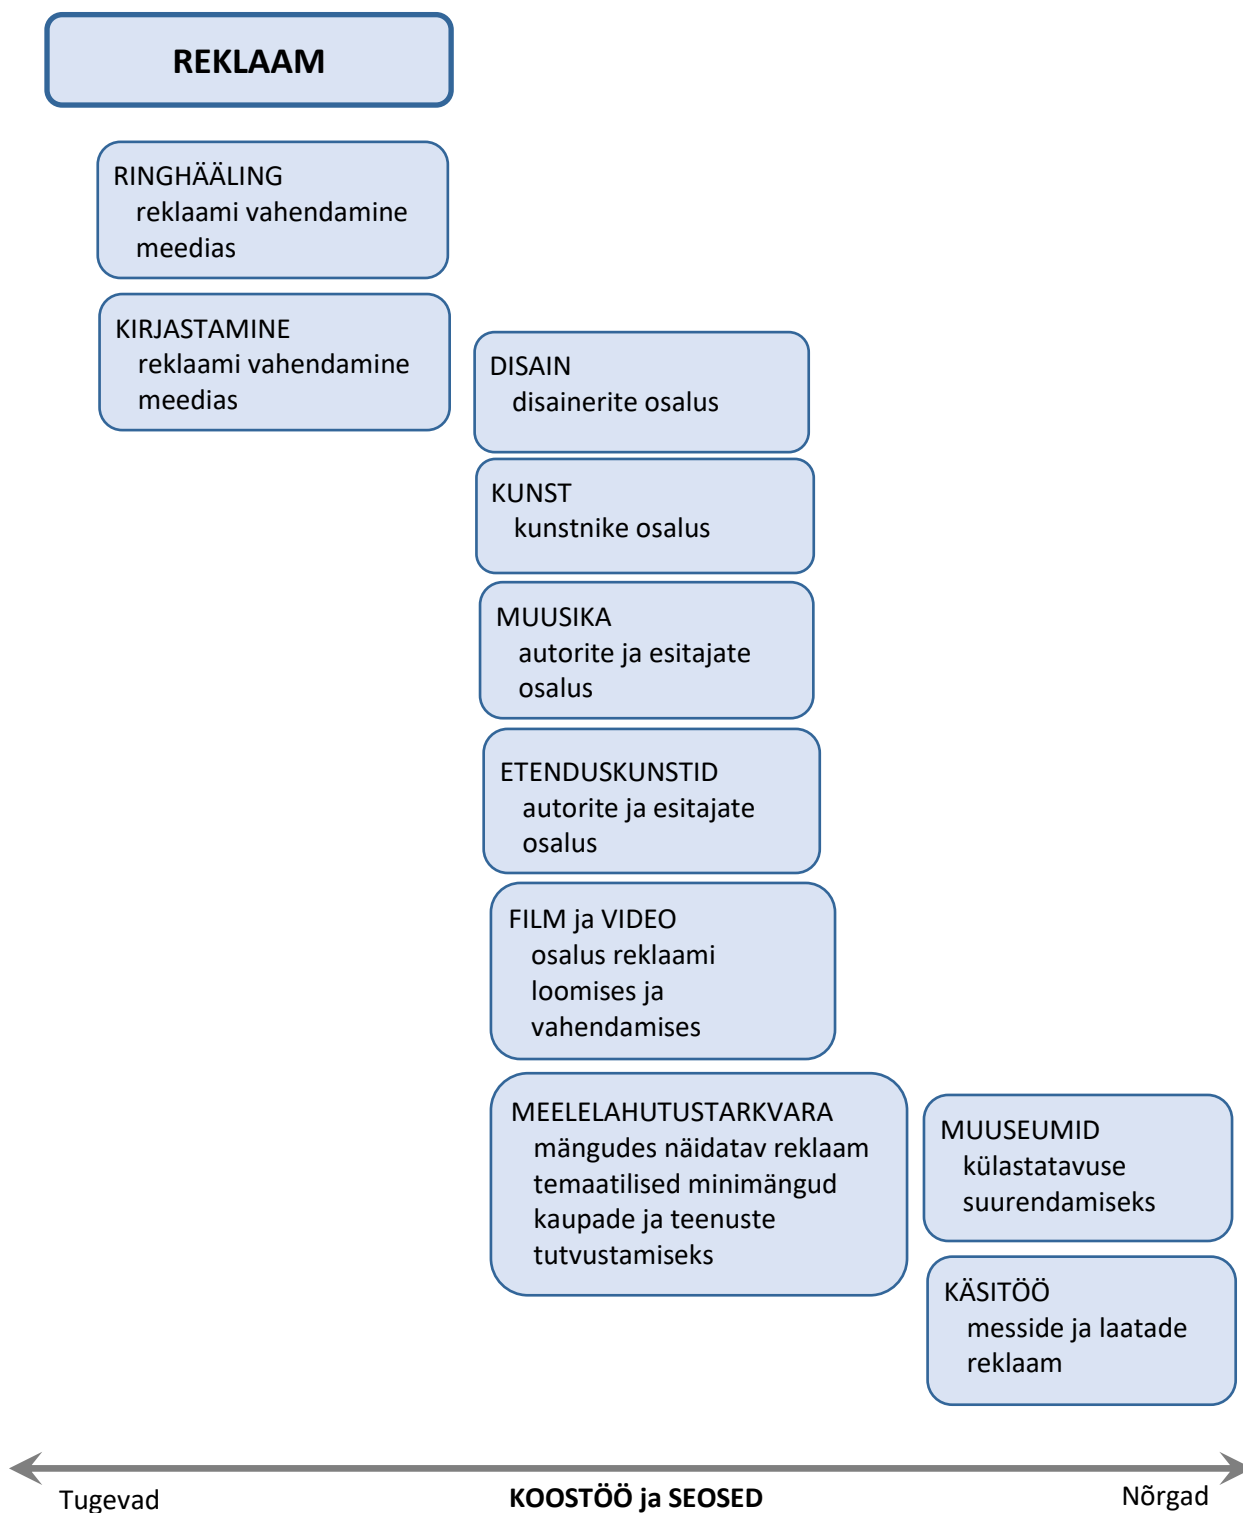 REKLAAM
RINGHÄÄLING
reklaami vahendamine
meedias
KIRJASTAMINE
reklaami vahendamine
meedias
DISAIN
disainerite osalus
KUNST
kunstnike osalus
MUUSIKA
autorite ja esitajate
osalus
ETENDUSKUNSTID
autorite ja esitajate
osalus
FILM ja VIDEO
osalus reklaami
loomises ja
vahendamises
MEELELAHUTUSTARKVARA
mängudes näidatav reklaam
temaatilised minimängud
kaupade ja teenuste
tutvustamiseks
MUUSEUMID
külastatavuse
suurendamiseks
KÄSITÖÖ
messide ja laatade
reklaam
Tugevad
KOOSTÖÖ ja SEOSED
Nõrgad